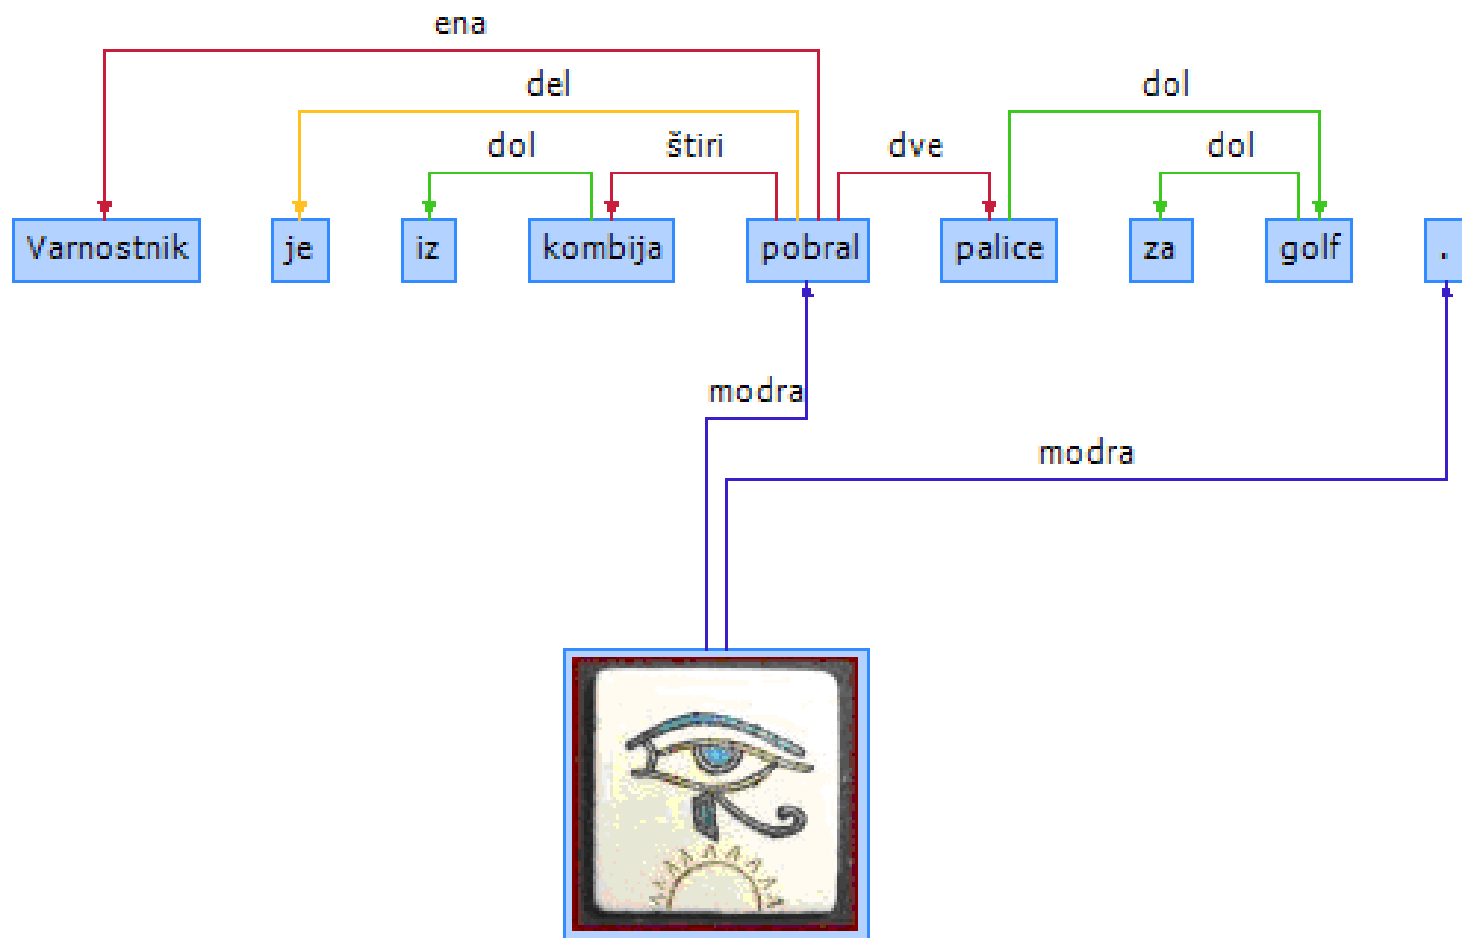 ena
del dol
dol štiri dve dol
Varnostnik je iz kombija pobral palice za golf .
modra
modra